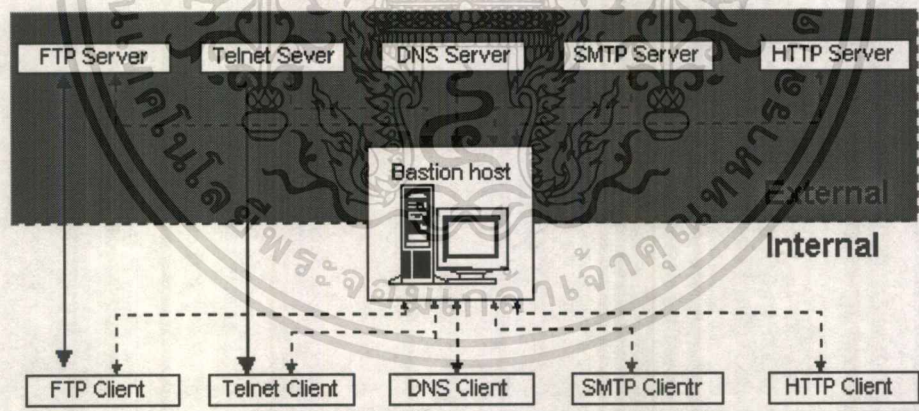 FTP Server
Telnet Sever
DNS Server
SMTP Server
HTTP Server
Bastion host
External
Internal
FTP Client
Telnet Client
DNS Client
SMTP Clientr
HTTP Client